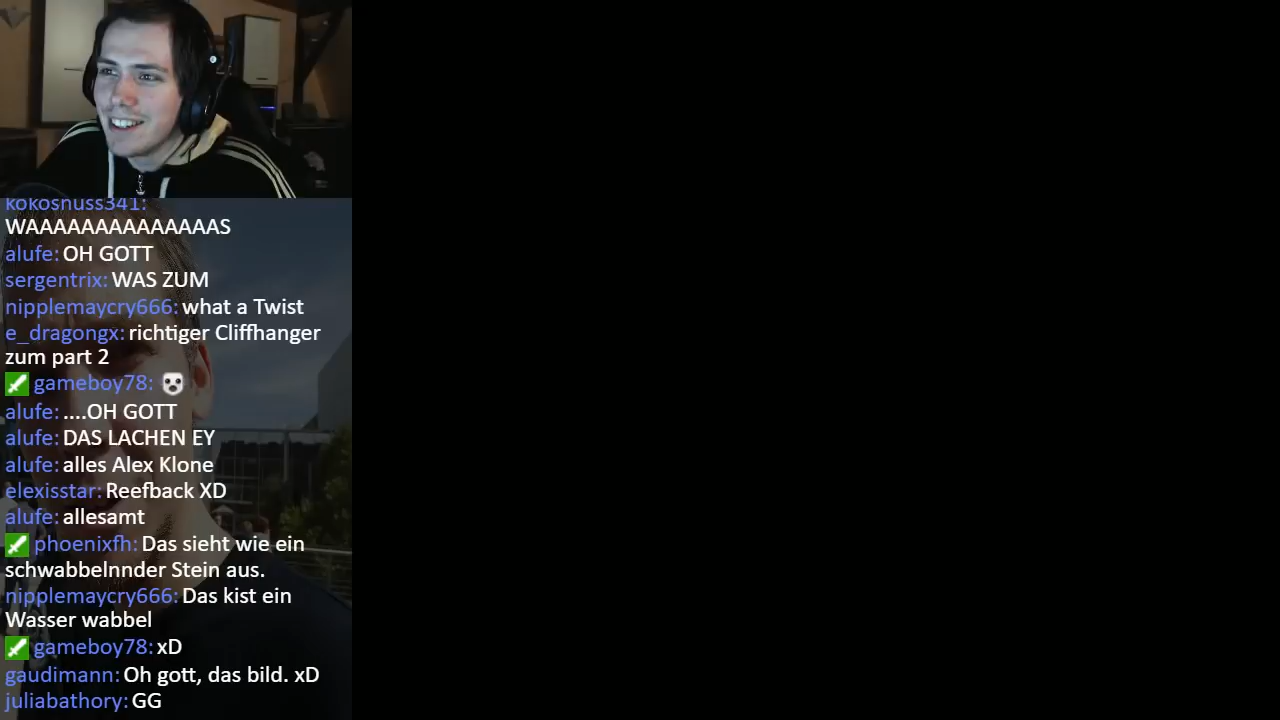 kokosnuss341:
WAAAAAAAAAAAAAAS
alufe: OH GOTT
sergentrix: WAS ZUM
nipplemaycry666: what a Twist
e_dragongx: richtiger Cliffhanger
zum part 2
gameboy78:
alufe: ....OH GOTT
alufe: DAS LACHEN EY
alufe: alles Alex Klone
elexisstar: Reefback XD
alufe: allesamt
phoenixfh: Das sieht wie ein
schwabbelnnder Stein aus.
nipplemaycry666: Das kist ein
Wasser wabbel
gameboy78: xD
gaudimann: Oh gott, das bild. xD
juliabathory: GG